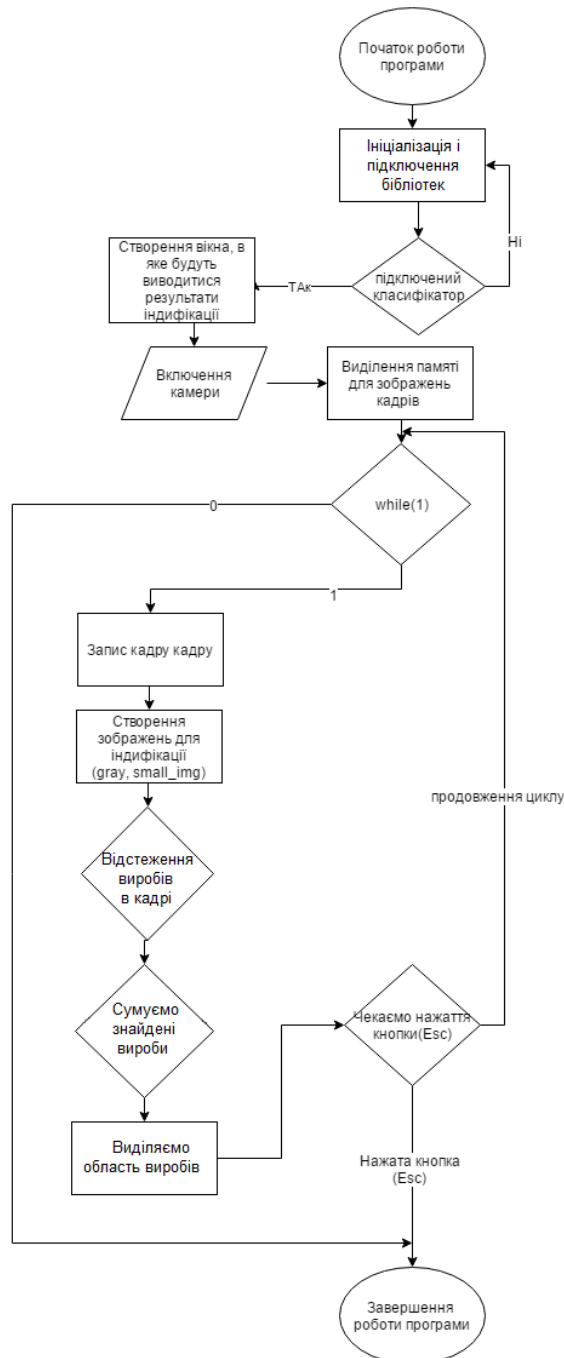 Початок роботи
програми
Ініціалізація і
підключення
бібліотек
Ні
підключений
класифікатор
ТАк
Створення вікна, в
яке будуть
виводитися
результати
індифікації
Включення
камери
Виділення памяті
для зображень
кадрів
while(1)
0
1
Запис кадру кадру
Створення
зображень для
індифікації
(gray, small_img)
продовження циклу
Відстеження
виробів
в кадрі
Сумуємо
знайдені
вироби
Чекаємо нажаття
кнопки(Esc)
Виділяємо
область виробів
Нажата кнопка
(Esc)
Завершення
роботи програми